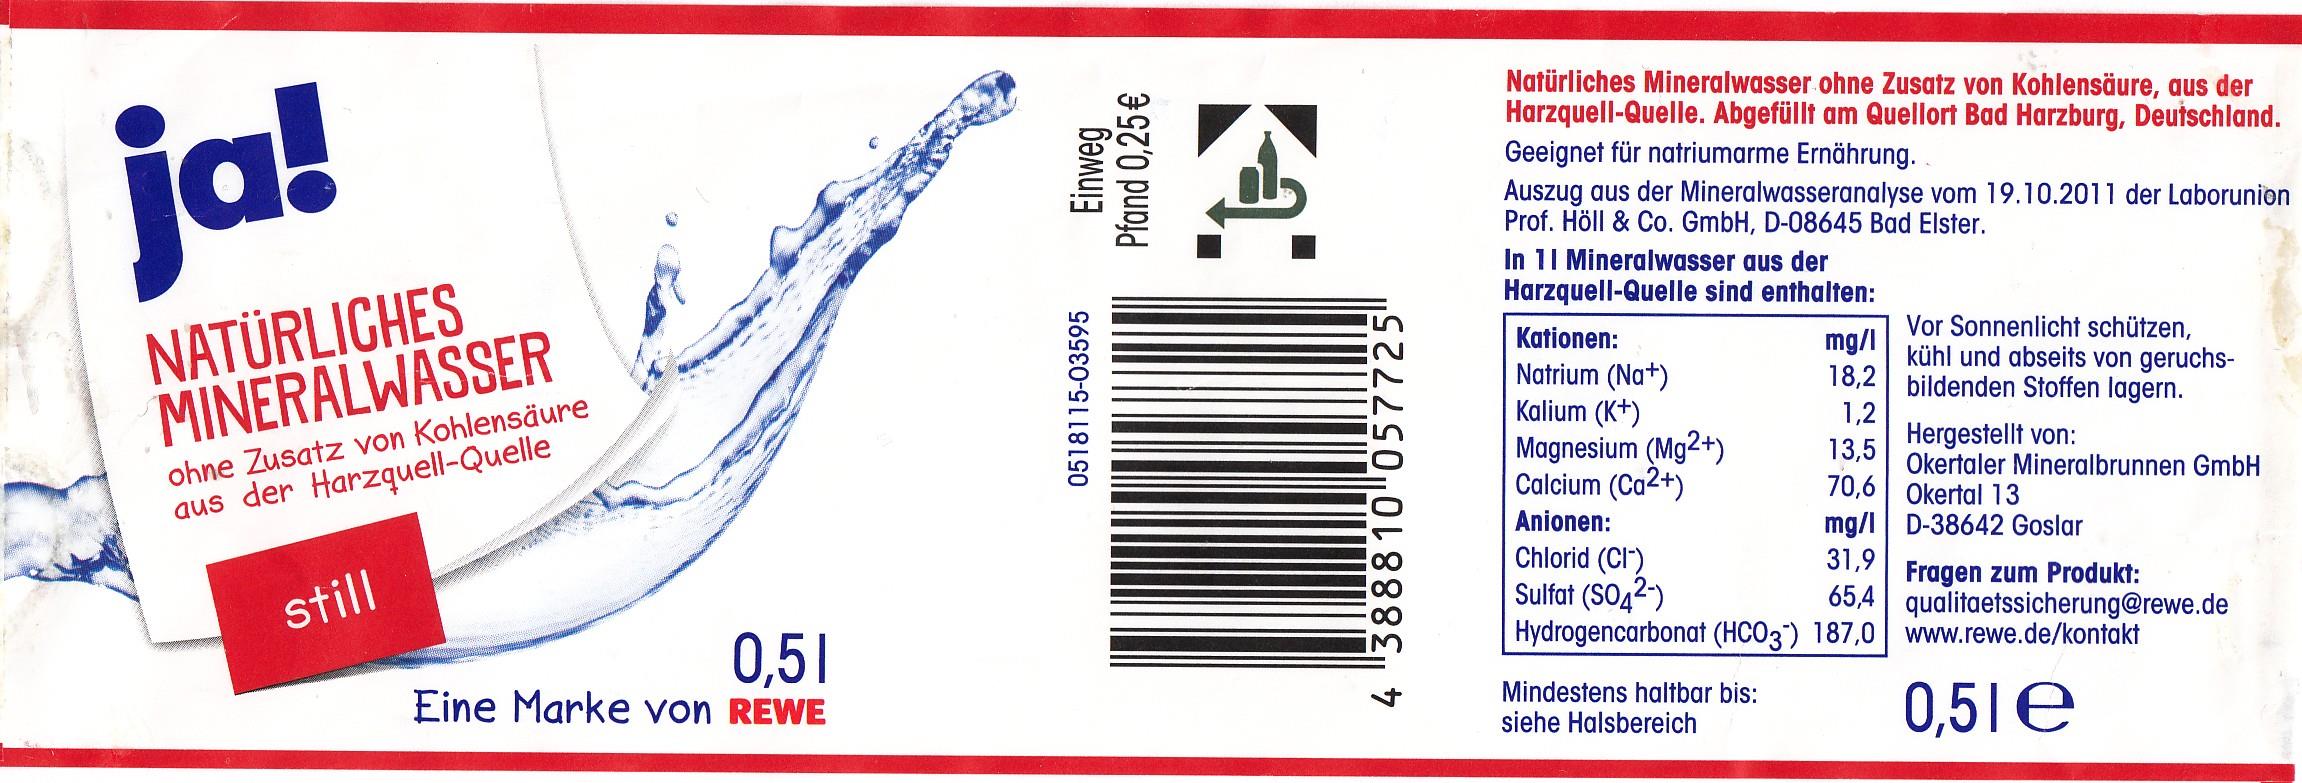 ja!
NATÜRLICHES
MINERALWASSER
ohne Zusatz von Kohlensäure
aus der Harzquell-Quelle
still
0,5 l
Eine Marke von REWE
Einweg
Pfand 0,25€
0518115-03595
4 388810 057725
Natürliches Mineralwasser ohne Zusatz von Kohlensäure, aus der
Harzquell-Quelle. Abgefüllt am Quellort Bad Harzburg, Deutschland.
Geeignet für natriumarme Ernährung.
Auszug aus der Mineralwasseranalyse vom 19.10.2011 der Laborunion
Prof. Höll & Co. GmbH, D-08645 Bad Elster.
In 1 l Mineralwasser aus der
Harzquell-Quelle sind enthalten:
Kationen: mg/l
Natrium (Na+) 18,2
Kalium (K+) 1,2
Magnesium (Mg2+) 13,5
Calcium (Ca2+) 70,6
Anionen: mg/l
Chlorid (Cl-) 31,9
Sulfat (SO42-) 65,4
Hydrogencarbonat (HCO3-) 187,0
Vor Sonnenlicht schützen,
kühl und abseits von geruchs-
bildenden Stoffen lagern.
Hergestellt von:
Okertaler Mineralbrunnen GmbH
Okertal 13
D-38642 Goslar
Fragen zum Produkt:
qualitaetssicherung@rewe.de
www.rewe.de/kontakt
Mindestens haltbar bis:
siehe Halsbereich
0,5 l e